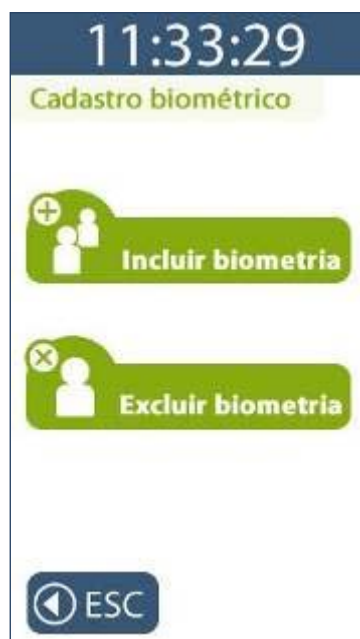 11:33:29
Cadastro biométrico
Incluir biometria
Excluir biometria
ESC